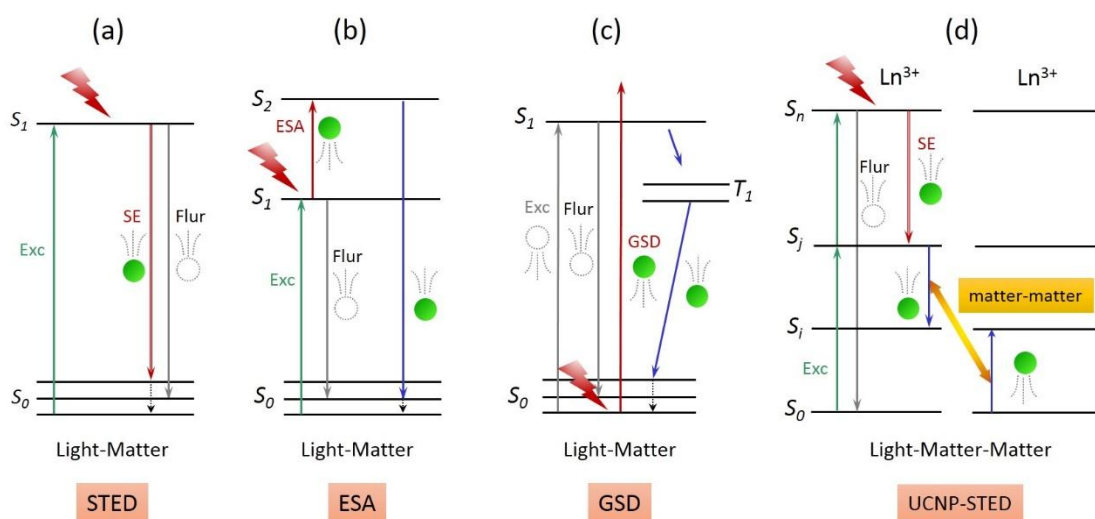 (a)
S1
SE
Flur
Exc
S0
Light-Matter
STED
(b)
S2
ESA
S1
Flur
Exc
S0
Light-Matter
ESA
(c)
S1
T1
Exc
Flur
GSD
S0
Light-Matter
GSD
(d)
Ln3+
Ln3+
Sn
SE
Flur
Sj
matter-matter
Si
Exc
S0
Light-Matter-Matter
UCNP-STED